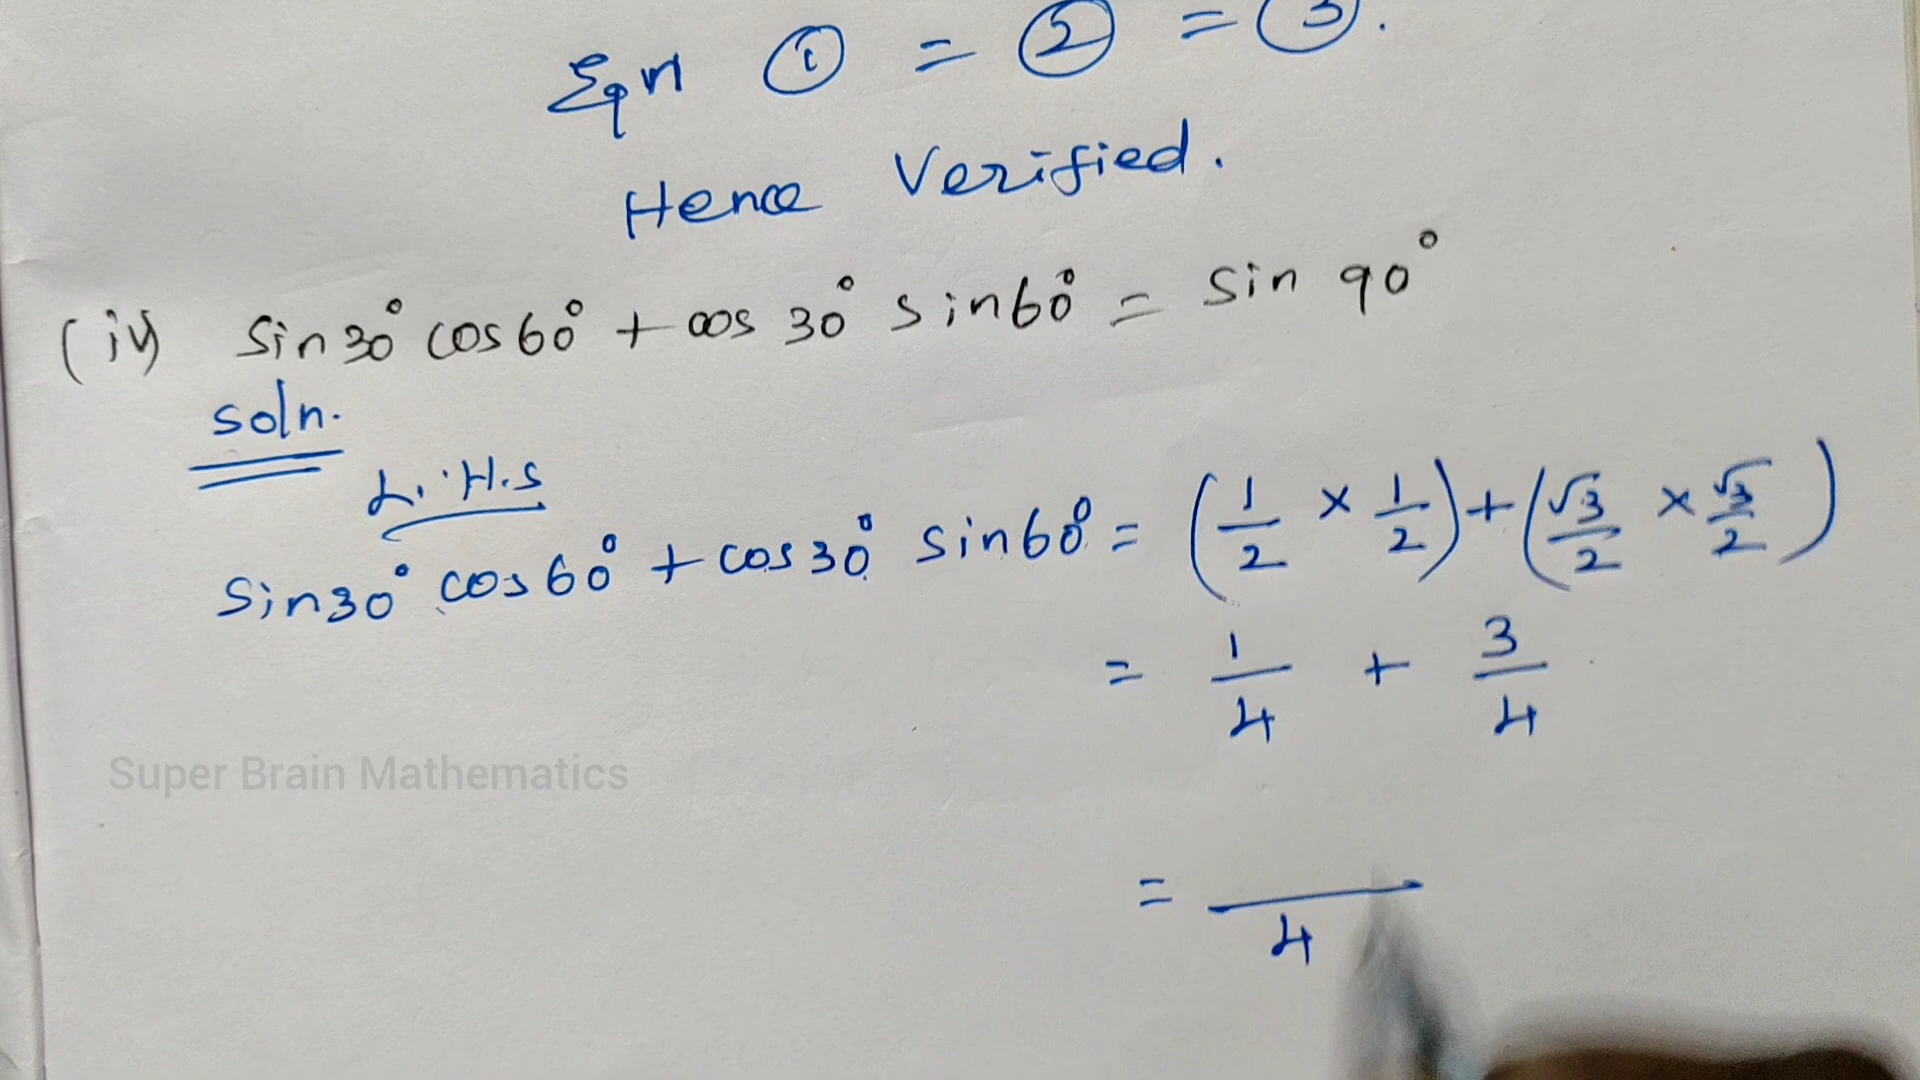 Eqn ① = ② = ③.
Hence Verified.
(iv) sin 30° cos 60° + cos 30° sin 60° = sin 90°
Soln.
L.H.S
sin 30° cos 60° + cos 30° sin 60° = (1/2 × 1/2) + (√3/2 × √3/2)
= 1/4 + 3/4
Super Brain Mathematics
= /4